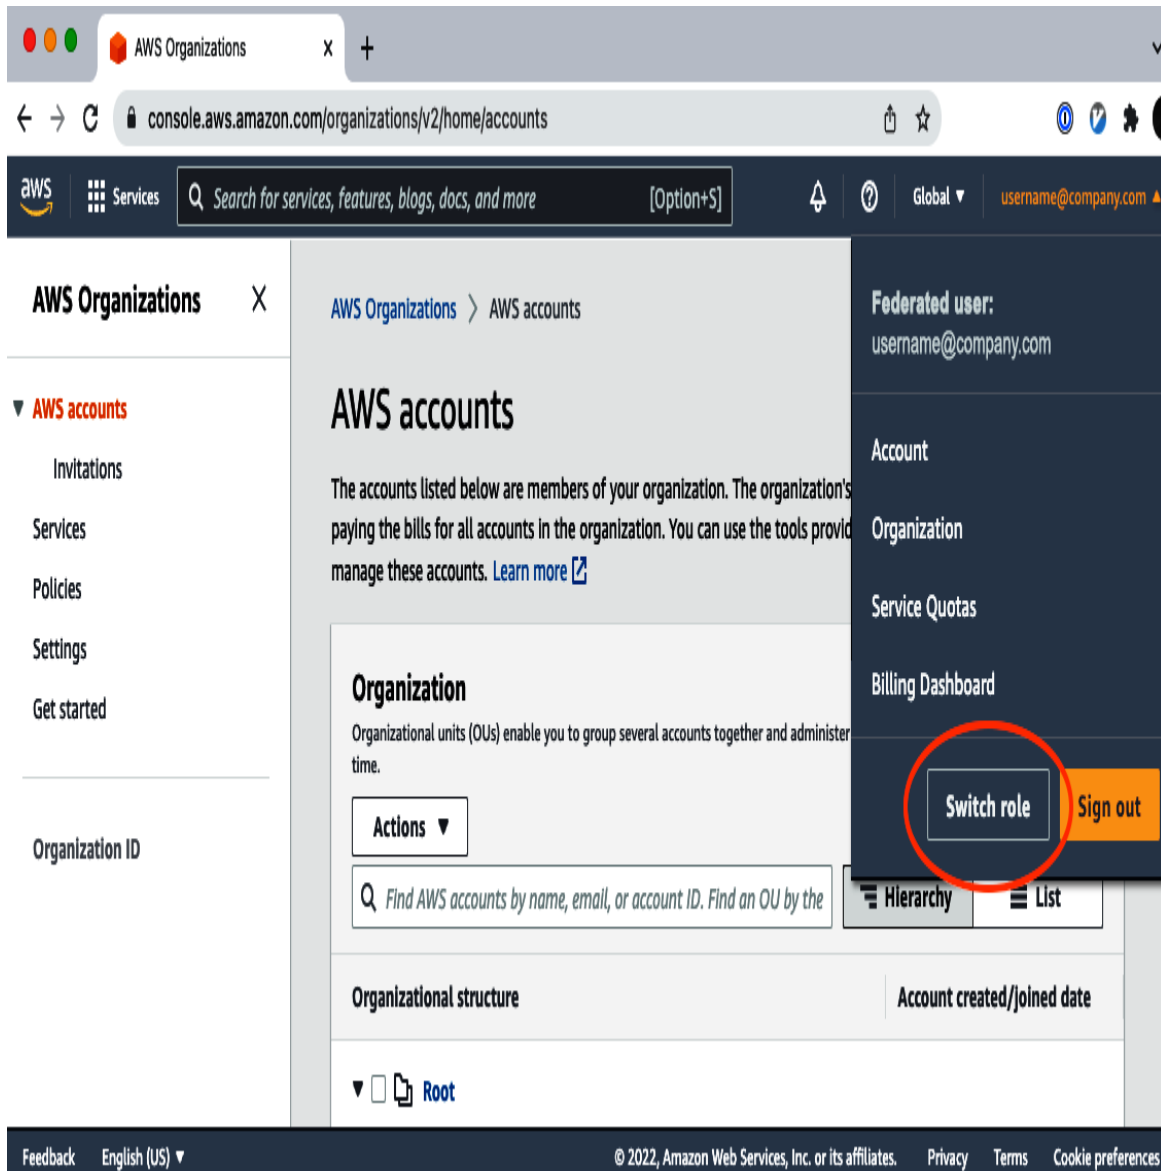 AWS Organizations
console.aws.amazon.com/organizations/v2/home/accounts
aws
Services
Search for services, features, blogs, docs, and more
[Option+S]
Global
username@company.com
AWS Organizations
AWS accounts
Invitations
Services
Policies
Settings
Get started
Organization ID
AWS Organizations > AWS accounts
AWS accounts
The accounts listed below are members of your organization. The organization's
paying the bills for all accounts in the organization. You can use the tools provid
manage these accounts. Learn more
Organization
Organizational units (OUs) enable you to group several accounts together and administer
time.
Actions
Find AWS accounts by name, email, or account ID. Find an OU by the
Hierarchy
List
Organizational structure
Account created/joined date
Root
Federated user:
username@company.com
Account
Organization
Service Quotas
Billing Dashboard
Switch role
Sign out
Feedback
English (US)
© 2022, Amazon Web Services, Inc. or its affiliates.
Privacy
Terms
Cookie preferences